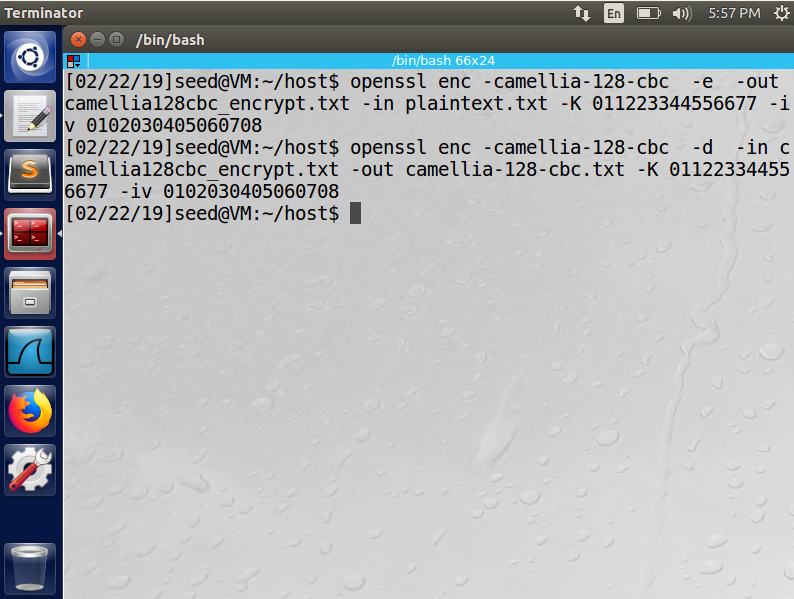 Terminator
En
5:57 PM
/bin/bash
/bin/bash 66x24
[02/22/19]seed@VM:~/host$ openssl enc -camellia-128-cbc  -e  -out
camellia128cbc_encrypt.txt -in plaintext.txt -K 011223344556677 -i
v 0102030405060708
[02/22/19]seed@VM:~/host$ openssl enc -camellia-128-cbc  -d  -in c
amellia128cbc_encrypt.txt -out camellia-128-cbc.txt -K 01122334455
6677 -iv 0102030405060708
[02/22/19]seed@VM:~/host$